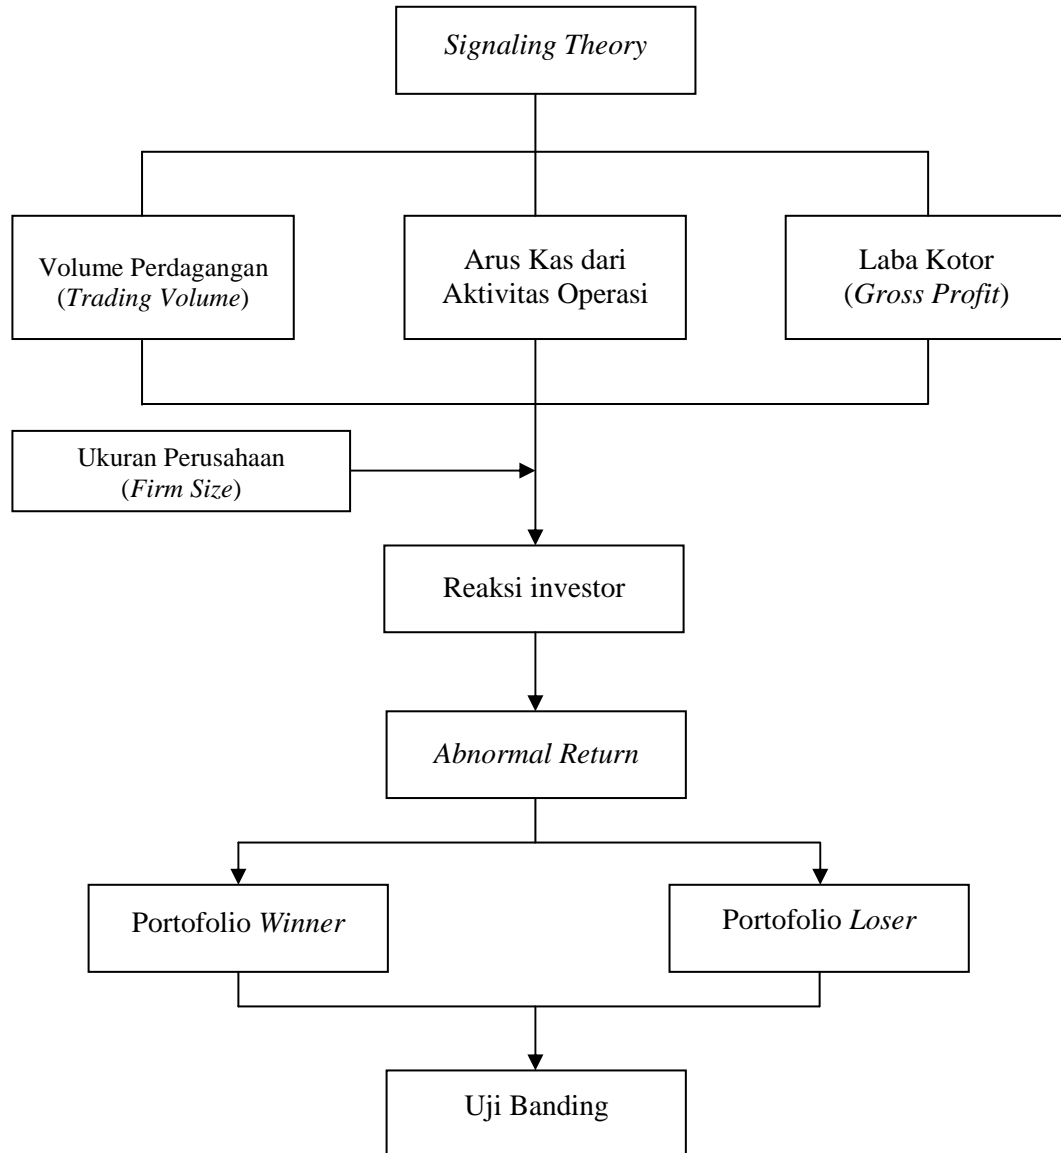 Signaling Theory
Volume Perdagangan
(Trading Volume)
Arus Kas dari
Aktivitas Operasi
Laba Kotor
(Gross Profit)
Ukuran Perusahaan
(Firm Size)
Reaksi investor
Abnormal Return
Portofolio Winner
Portofolio Loser
Uji Banding